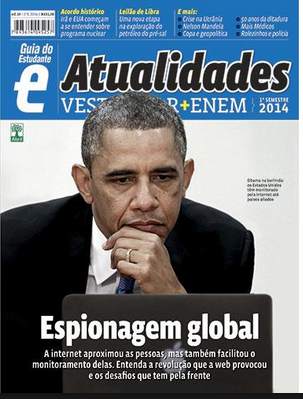 Acordo histórico
Irã e EUA começam
a se entender sobre
programa nuclear
Leilão de Libra
Uma nova etapa
na exploração do
petróleo do pré-sal
E mais:
• Crise na Ucrânia
• Nelson Mandela
• Copa e geopolítica
• 50 anos da ditadura
• Mais Médicos
• Rolezinhos e polícia
Guia do
Estudante
e
Atualidades
VEST R+ENEM
1º SEMESTRE
2014
Abril
Obama na berlinda:
os Estados Unidos
têm monitorado
pela internet até
países aliados
Espionagem global
A internet aproximou as pessoas, mas também facilitou o
monitoramento delas. Entenda a revolução que a web provocou
e os desafios que tem pela frente